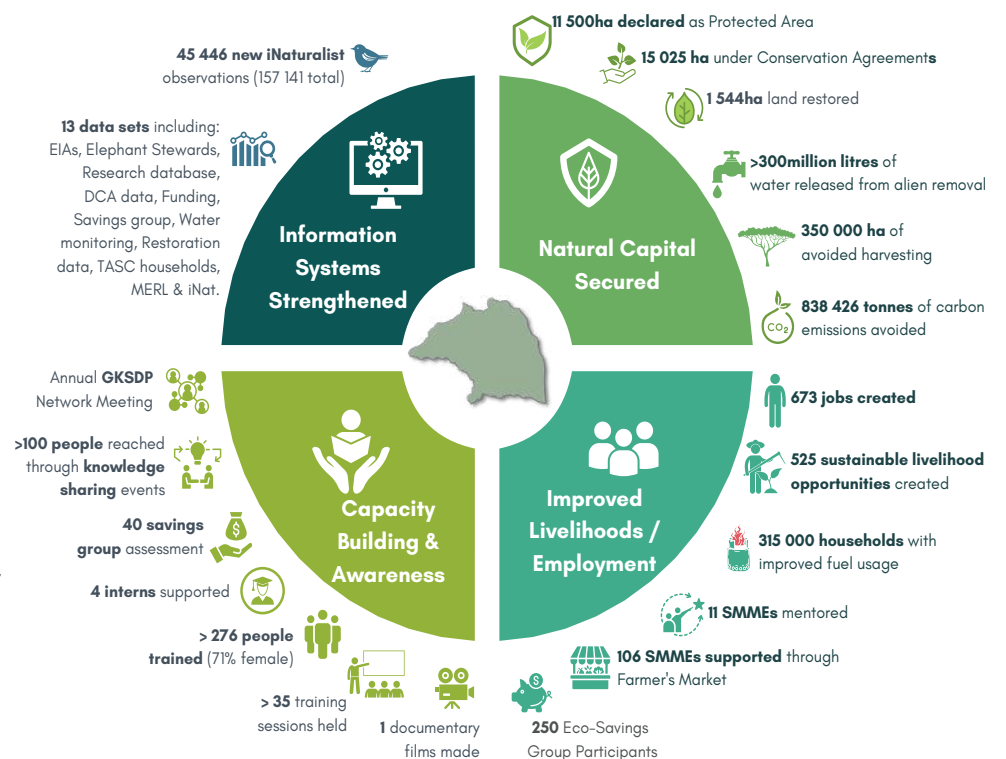 45 446 new iNaturalist
observations (157 141 total)
13 data sets including:
EIAs, Elephant Stewards,
Research database,
DCA data, Funding,
Savings group, Water
monitoring, Restoration
data, TASC households,
MERL & iNat.
Information
Systems
Strengthened
11 500ha declared as Protected Area
15 025 ha under Conservation Agreements
1 544ha land restored
>300million litres of
water released from alien removal
350 000 ha of
avoided harvesting
CO2
838 426 tonnes of carbon
emissions avoided
Natural Capital
Secured
Annual GKSDP
Network Meeting
>100 people reached
through knowledge
sharing events
40 savings
group assessment
$
4 interns supported
> 276 people
trained (71% female)
> 35 training
sessions held
1 documentary
films made
Capacity
Building &
Awareness
673 jobs created
525 sustainable livelihood
opportunities created
315 000 households with
improved fuel usage
11 SMMEs mentored
106 SMMEs supported through
Farmer's Market
$
250 Eco-Savings
Group Participants
Improved
Livelihoods /
Employment